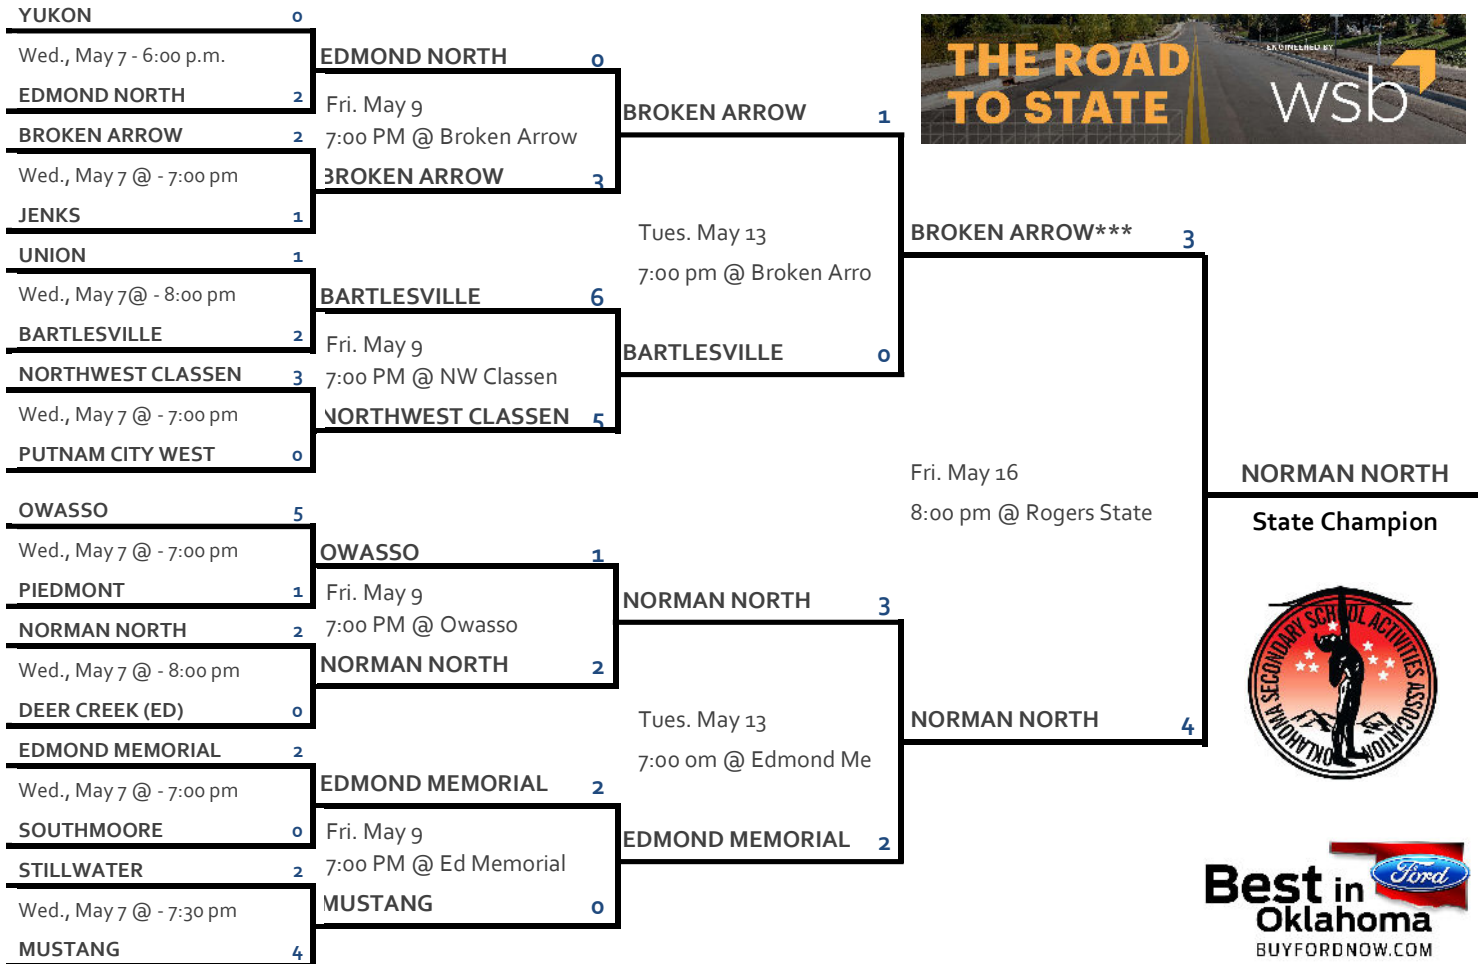 YUKON 0
Wed., May 7 - 6:00 p.m.
EDMOND NORTH 2
BROKEN ARROW 2
Wed., May 7 @ - 7:00 pm
JENKS 1
UNION 1
Wed., May 7@ - 8:00 pm
BARTLESVILLE 2
NORTHWEST CLASSEN 3
Wed., May 7 @ - 7:00 pm
PUTNAM CITY WEST 0
OWASSO 5
Wed., May 7 @ - 7:00 pm
PIEDMONT 1
NORMAN NORTH 2
Wed., May 7 @ - 8:00 pm
DEER CREEK (ED) 0
EDMOND MEMORIAL 2
Wed., May 7 @ - 7:00 pm
SOUTHMOORE 0
STILLWATER 2
Wed., May 7 @ - 7:30 pm
MUSTANG 4
EDMOND NORTH 0
Fri. May 9
7:00 PM @ Broken Arrow
BROKEN ARROW 3
BARTLESVILLE 6
Fri. May 9
7:00 PM @ NW Classen
NORTHWEST CLASSEN 5
OWASSO 1
Fri. May 9
7:00 PM @ Owasso
NORMAN NORTH 2
EDMOND MEMORIAL 2
Fri. May 9
7:00 PM @ Ed Memorial
MUSTANG 0
BROKEN ARROW 1
Tues. May 13
7:00 pm @ Broken Arro
BARTLESVILLE 0
NORMAN NORTH 3
Tues. May 13
7:00 om @ Edmond Me
EDMOND MEMORIAL 2
BROKEN ARROW*** 3
Fri. May 16
8:00 pm @ Rogers State
NORMAN NORTH 4
THE ROAD
TO STATE
ENGINEERED BY
wsb
NORMAN NORTH
State Champion
OKLAHOMA SECONDARY SCHOOL ACTIVITIES ASSOCIATION
Best in
Ford
Oklahoma
BUYFORDNOW.COM